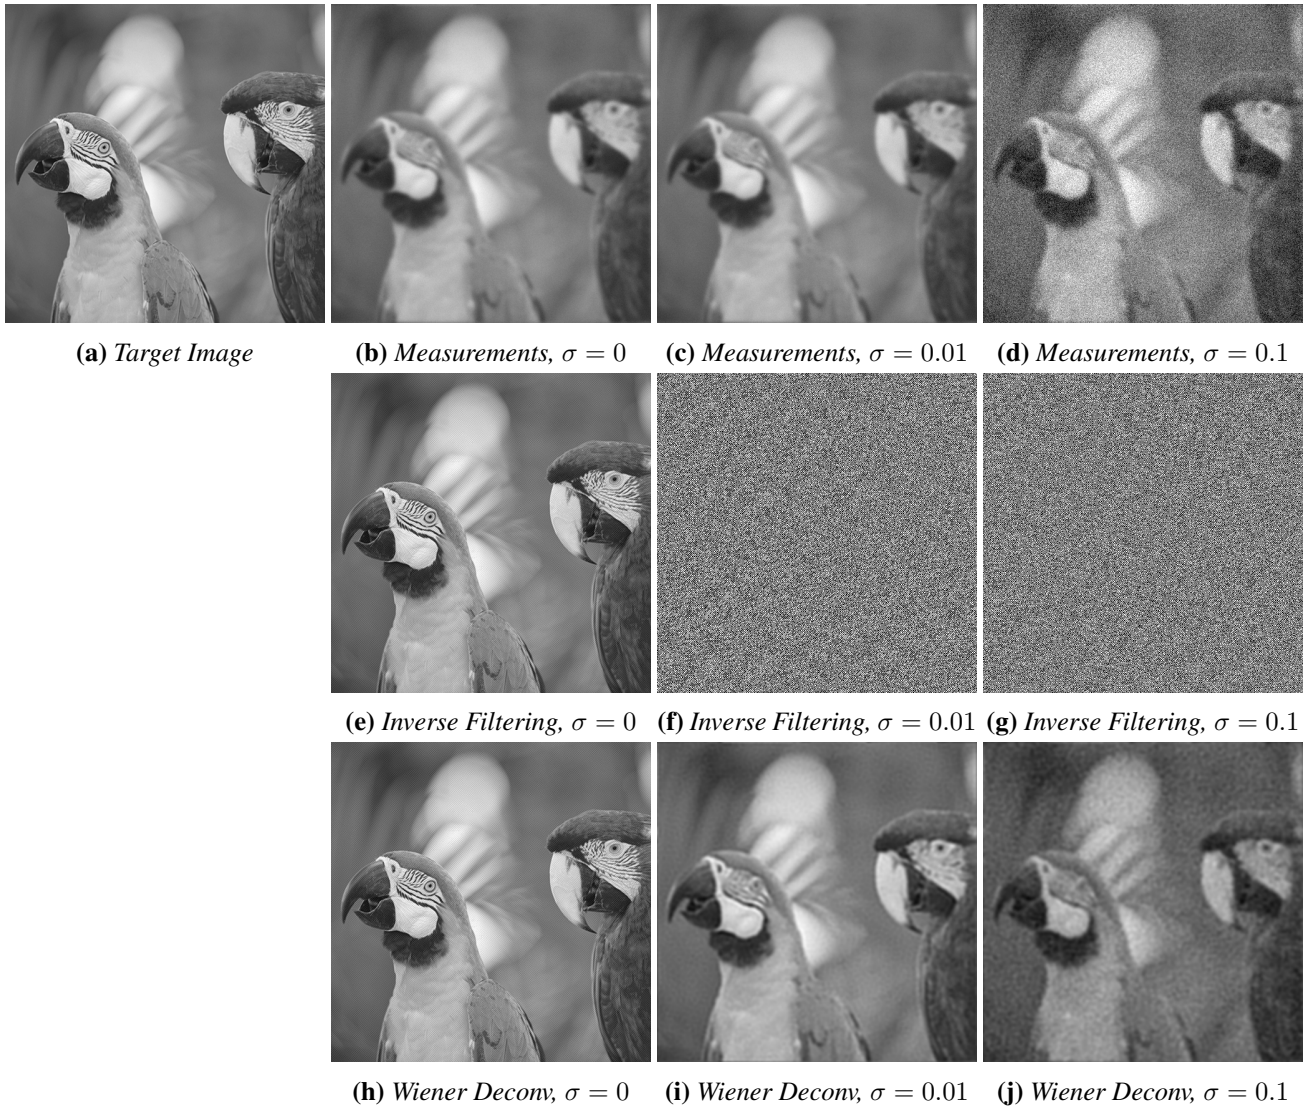 (a) Target Image
(b) Measurements, σ = 0
(c) Measurements, σ = 0.01
(d) Measurements, σ = 0.1
(e) Inverse Filtering, σ = 0
(f) Inverse Filtering, σ = 0.01
(g) Inverse Filtering, σ = 0.1
(h) Wiener Deconv, σ = 0
(i) Wiener Deconv, σ = 0.01
(j) Wiener Deconv, σ = 0.1